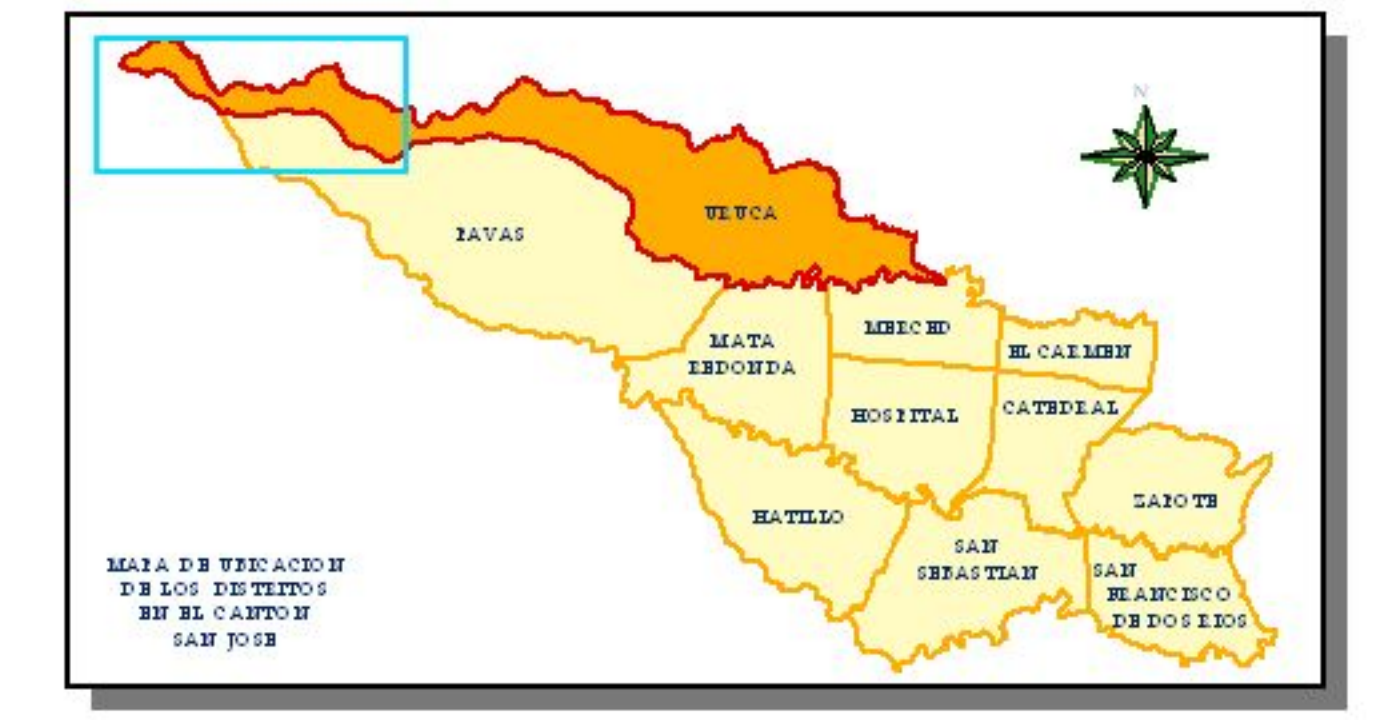 N
URUCA
PAVAS
MERCED
MATA
REDONDA
EL CARMEN
HOSPITAL
CATEDRAL
ZAPOTE
HATILLO
SAN
SEBASTIAN
SAN
FRANCISCO
DE DOS RIOS
MAPA DE UBICACION
DE LOS DISTRITOS
EN EL CANTON
SAN JOSE